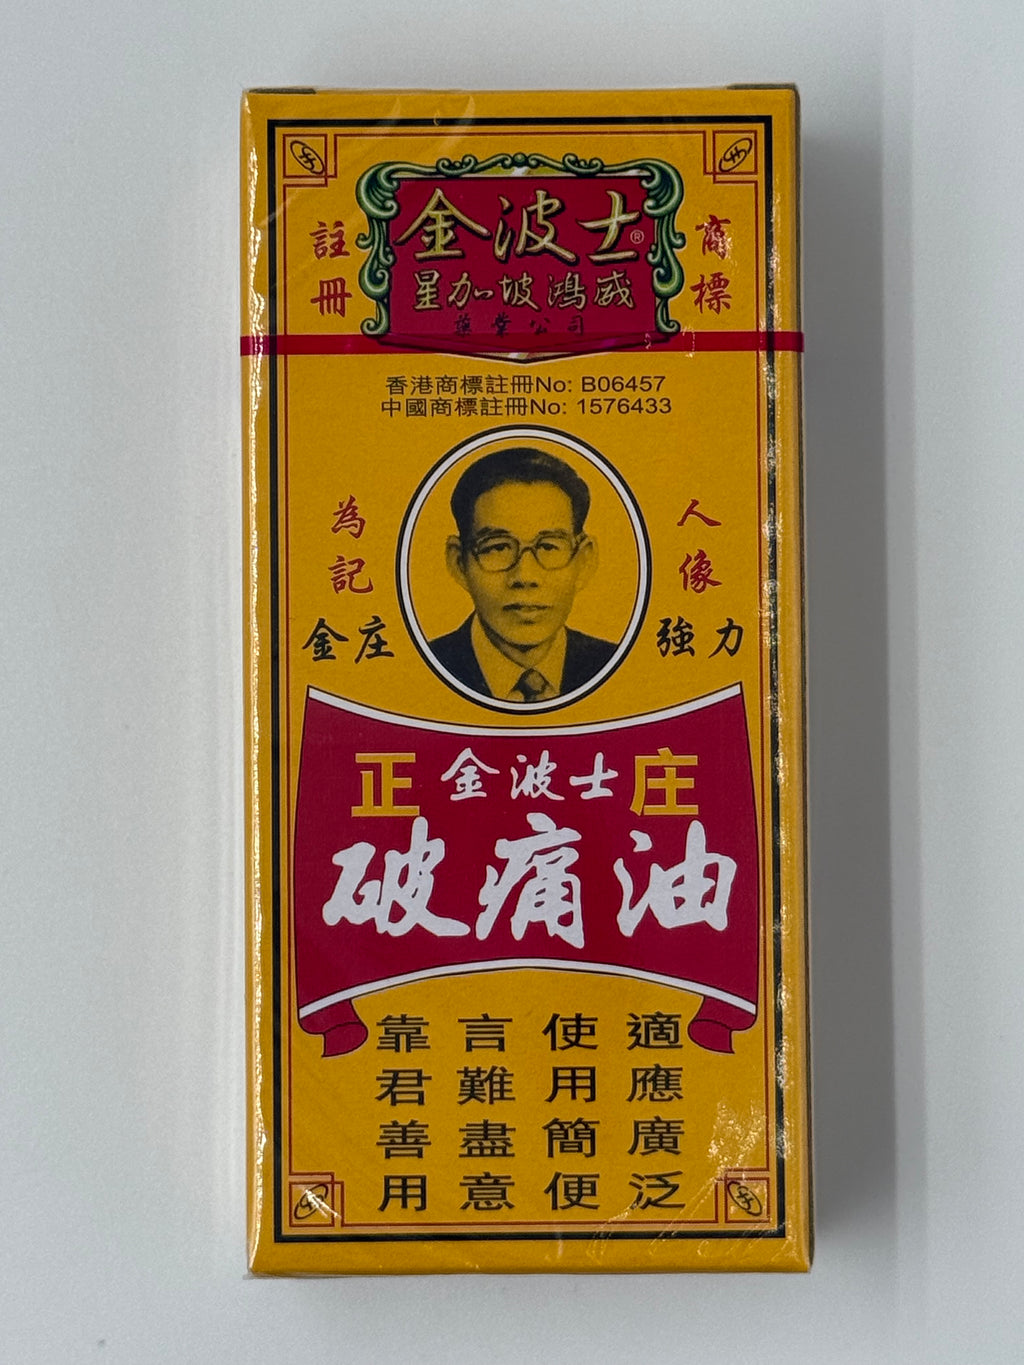 金波士®
星加坡鴻威
藥業公司
商標
註冊
香港商標註冊No: B06457
中國商標註冊No: 1576433
人像
為記
強力
金庄
正金波士庄
破痛油
適應廣泛
使用簡便
言難盡意
靠君善用